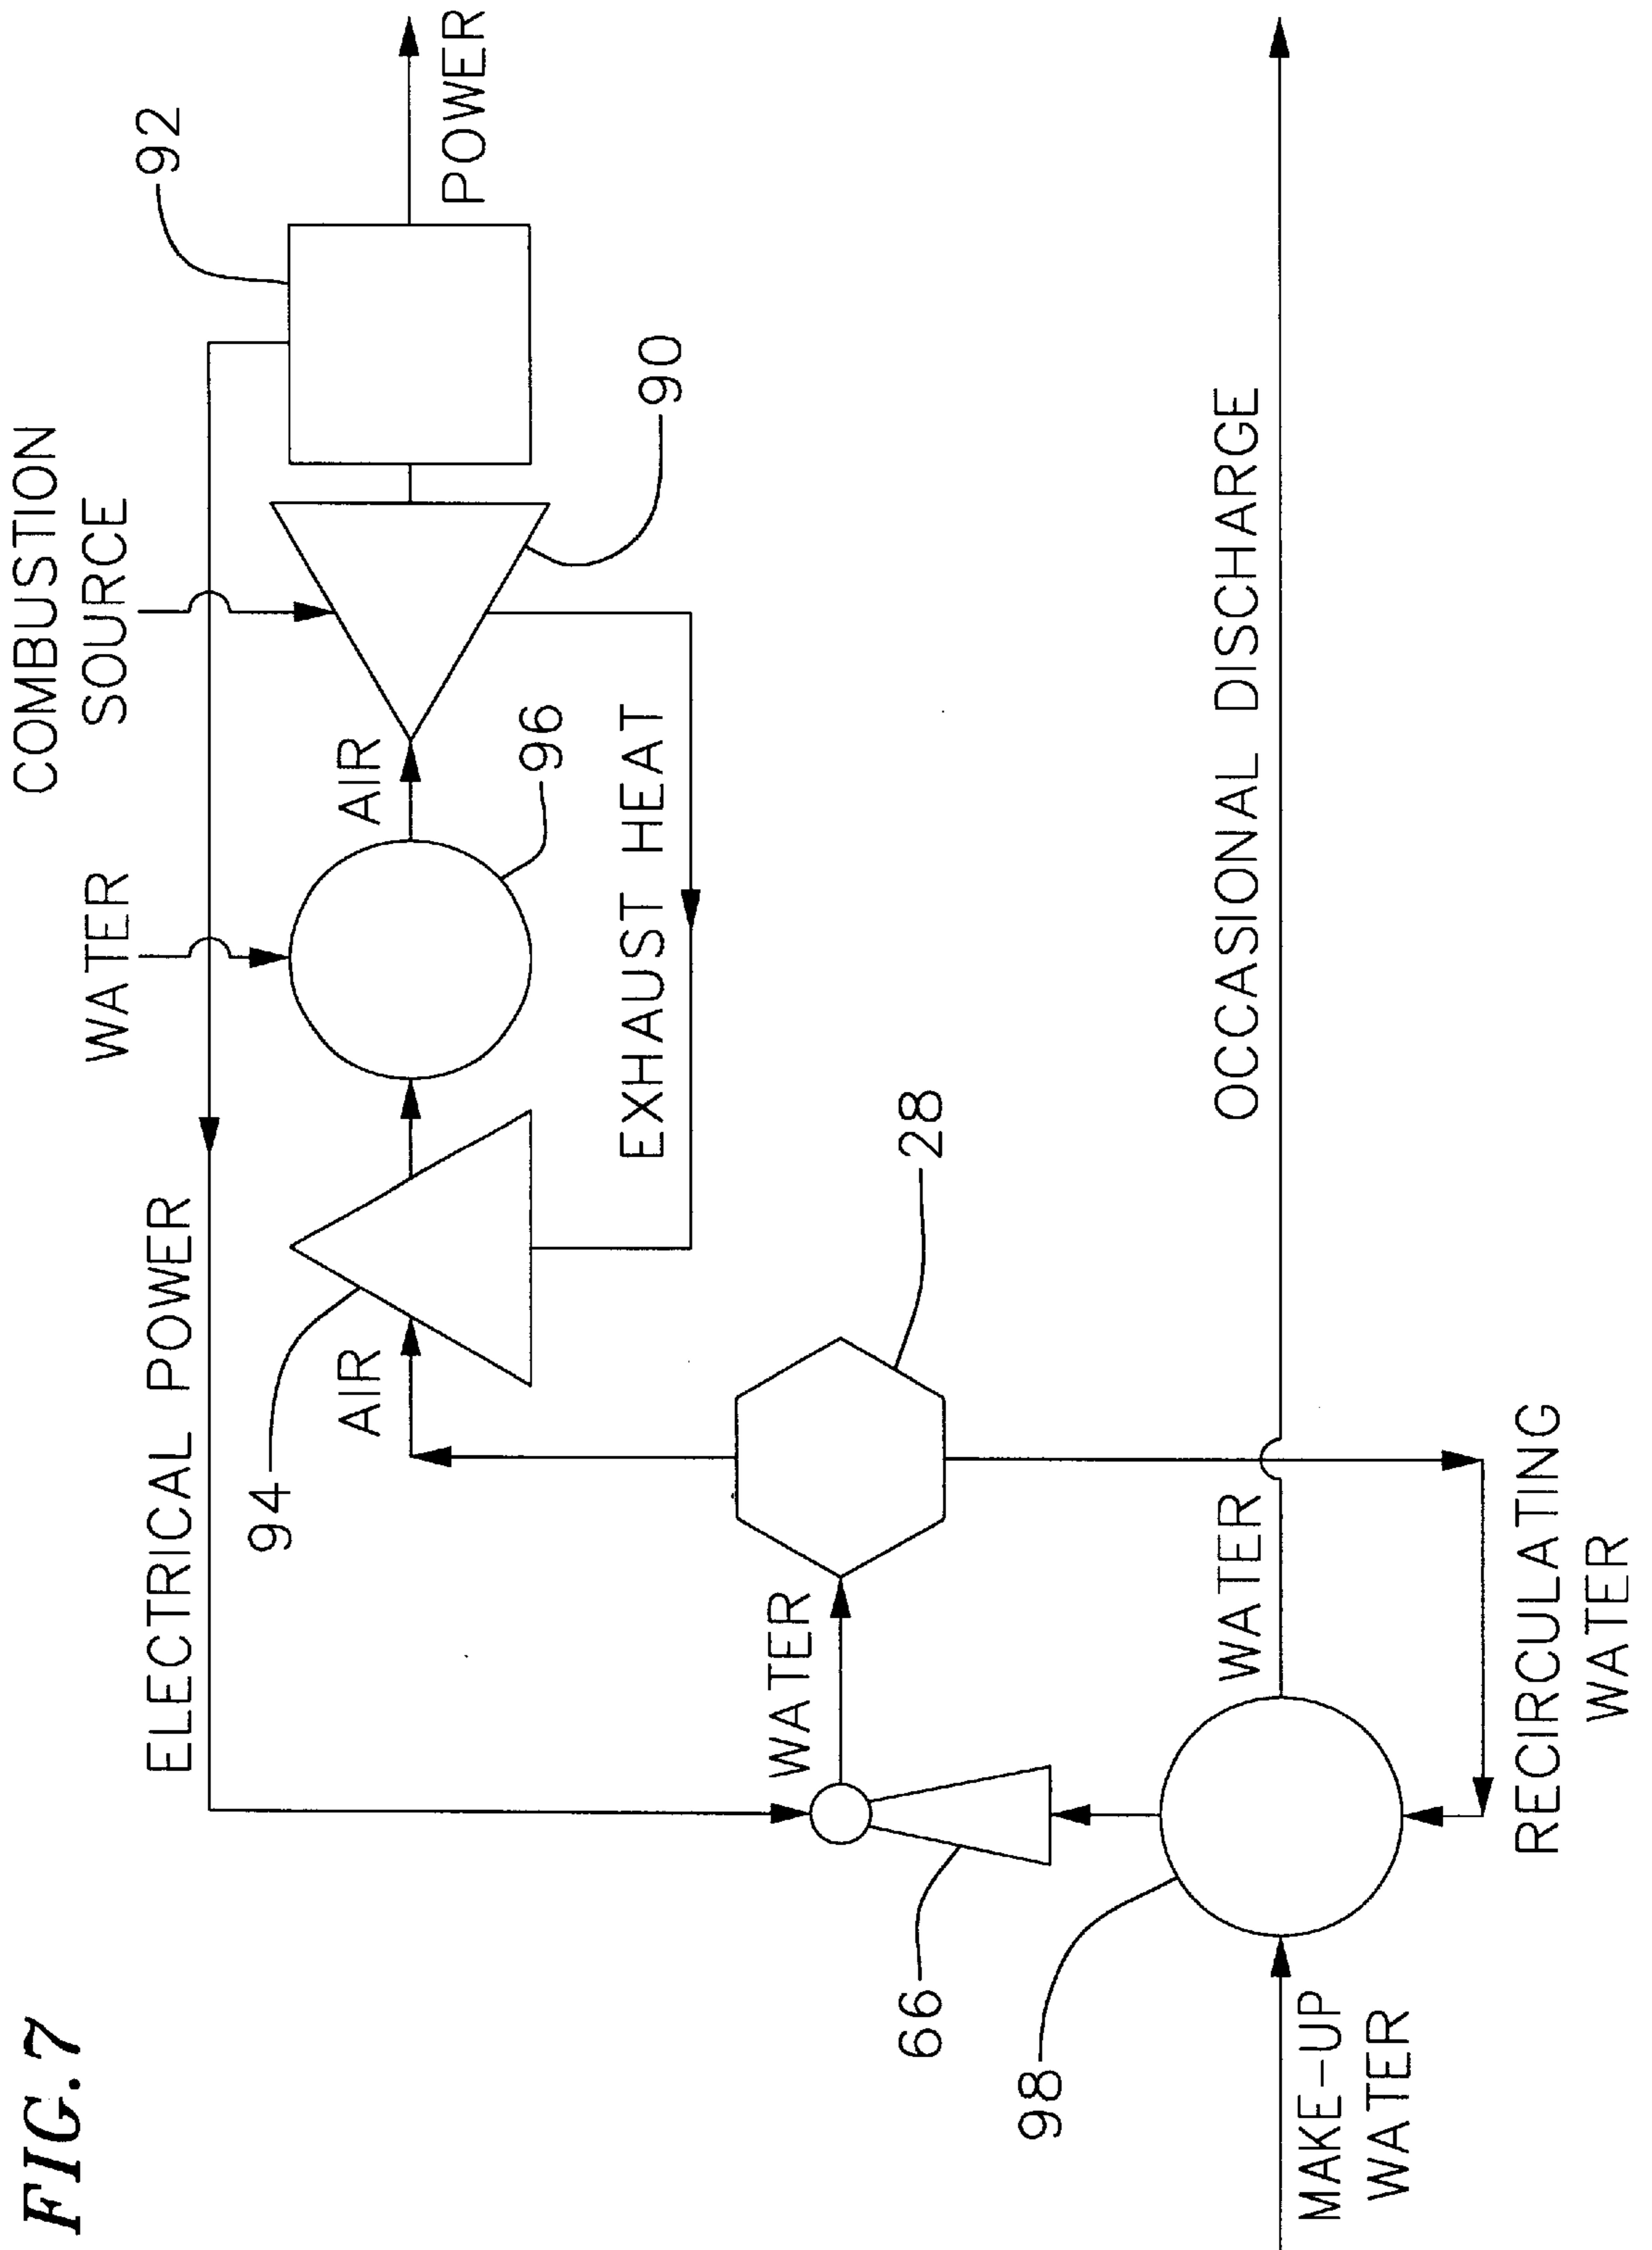 FIG. 7
COMBUSTION
SOURCE
WATER
ELECTRICAL POWER
92
POWER
90
AIR
96
EXHAUST HEAT
94
AIR
28
WATER
66
OCCASIONAL DISCHARGE
WATER
98
MAKE-UP
WATER
RECIRCULATING
WATER